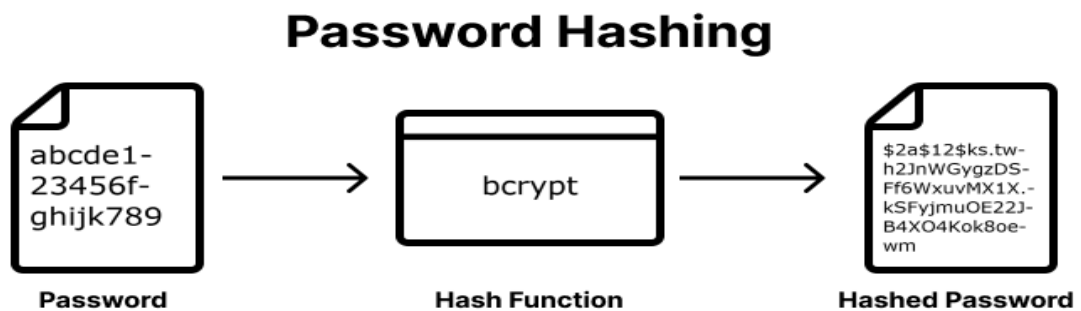 Password Hashing
abcde1-
23456f-
ghijk789
bcrypt
$2a$12$ks.tw-
h2JnWGygzDS-
Ff6WxuvMX1X.-
kSFyjmuOE22J-
B4XO4Kok8oe-
wm
Password
Hash Function
Hashed Password